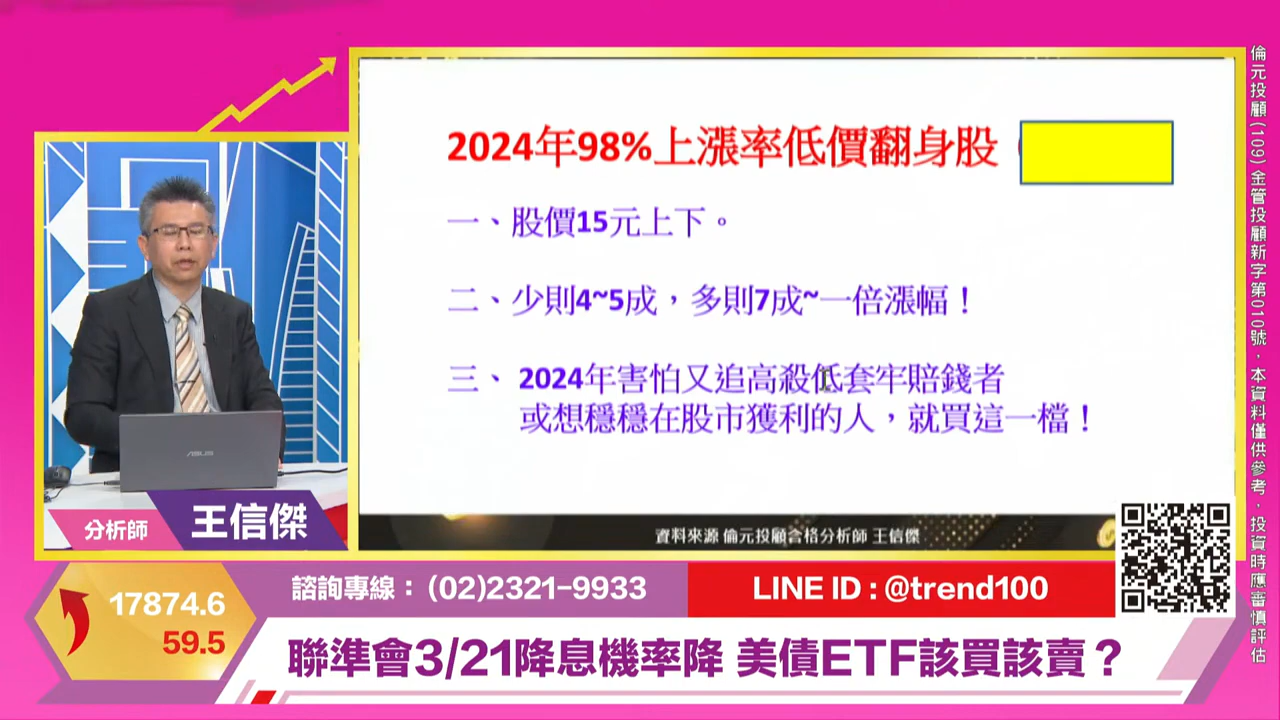 2024年98%上漲率低價翻身股
一、股價15元上下。
二、少則4~5成，多則7成~一倍漲幅！
三、 2024年害怕又追高殺低套牢賠錢者
或想穩穩在股市獲利的人，就買這一檔！
資料來源 倫元投顧合格分析師 王信傑
ASUS
分析師 王信傑
諮詢專線：(02)2321-9933
LINE ID : @trend100
17874.6
59.5
聯準會3/21降息機率降 美債ETF該買該賣？
倫元投顧(109)金管投顧新字第010號．本資料僅供參考．投資時應審慎評估